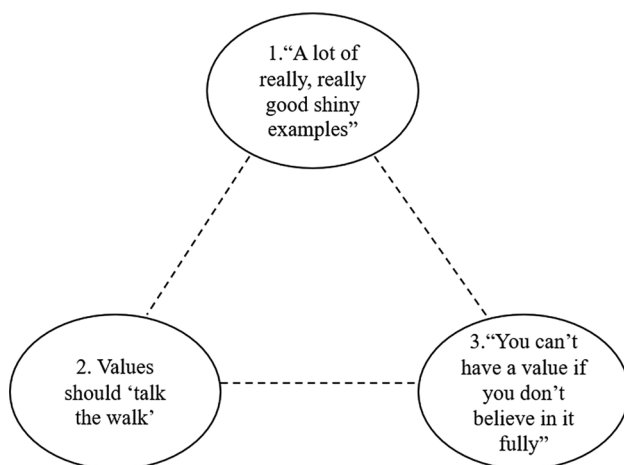 1.“A lot of
really, really
good shiny
examples”
2. Values
should ‘talk
the walk’
3.“You can’t
have a value if
you don’t
believe in it
fully”